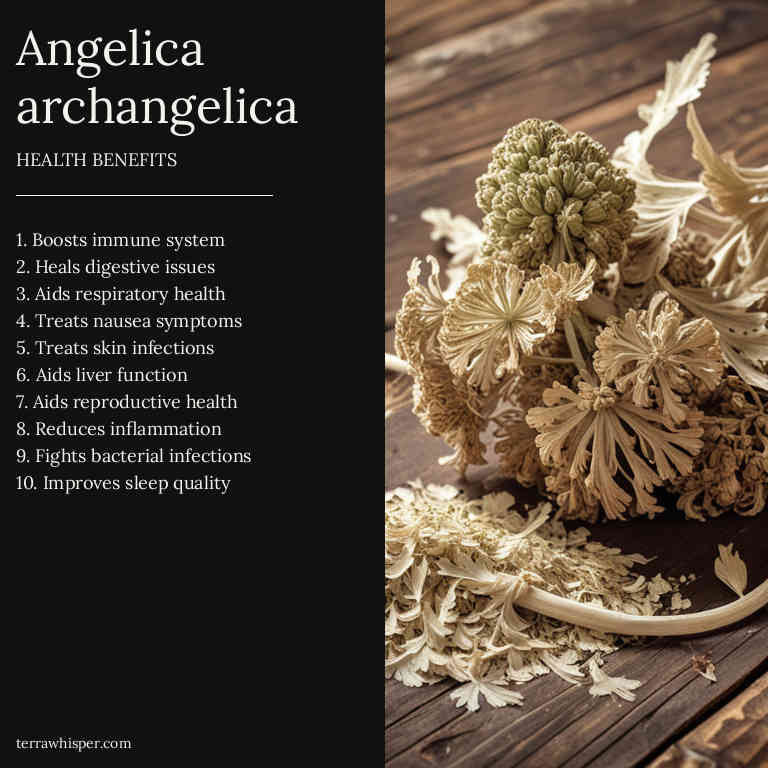 Angelica
archangelica
HEALTH BENEFITS
1. Boosts immune system
2. Heals digestive issues
3. Aids respiratory health
4. Treats nausea symptoms
5. Treats skin infections
6. Aids liver function
7. Aids reproductive health
8. Reduces inflammation
9. Fights bacterial infections
10. Improves sleep quality
terrawhisper.com